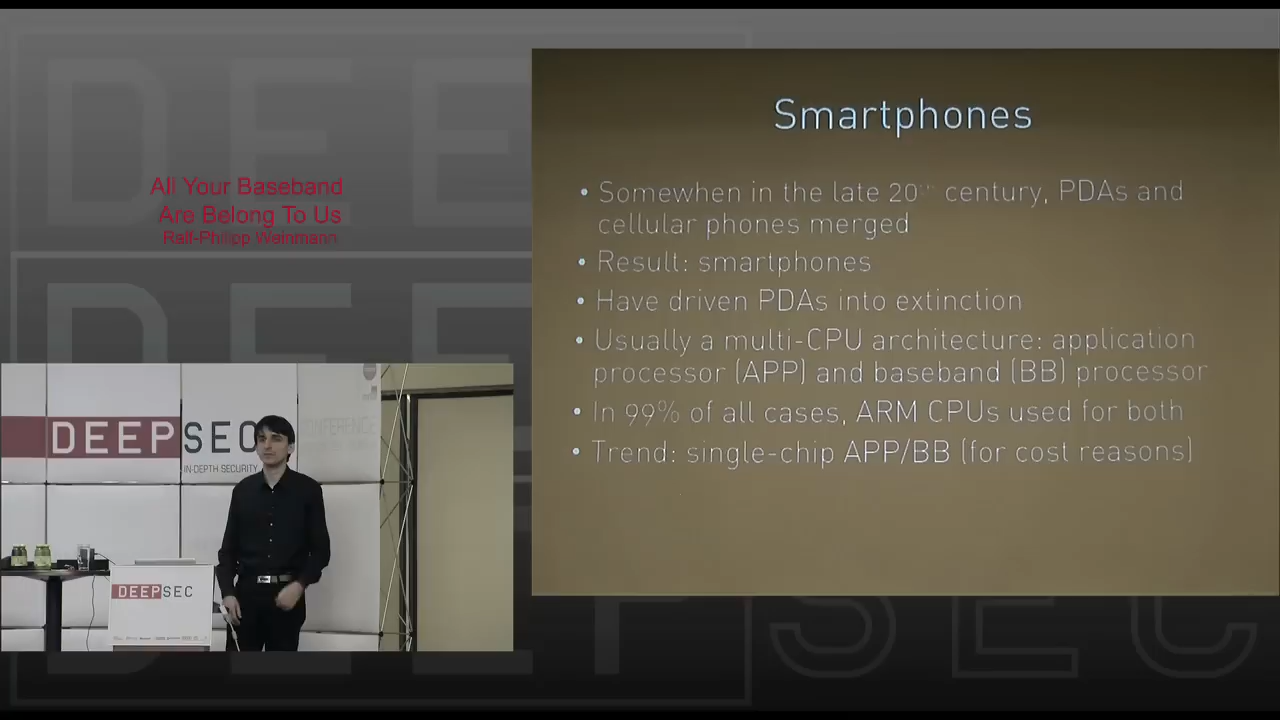 All Your Baseband
Are Belong To Us
Ralf-Philipp Weinmann
Smartphones
• Somewhen in the late 20th century, PDAs and
cellular phones merged
• Result: smartphones
• Have driven PDAs into extinction
• Usually a multi-CPU architecture: application
processor (APP) and baseband (BB) processor
• In 99% of all cases, ARM CPUs used for both
• Trend: single-chip APP/BB (for cost reasons)
DEEPSEC
CONFERENCE
IN-DEPTH SECURITY
DEEPSEC
DEEPSEC